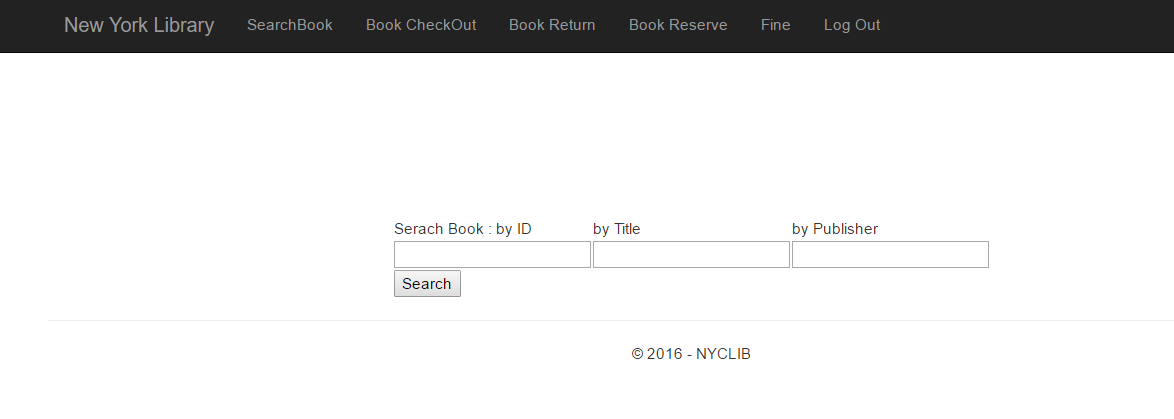 New York Library SearchBook Book CheckOut Book Return Book Reserve Fine Log Out
Serach Book : by ID by Title by Publisher
Search
© 2016 - NYCLIB